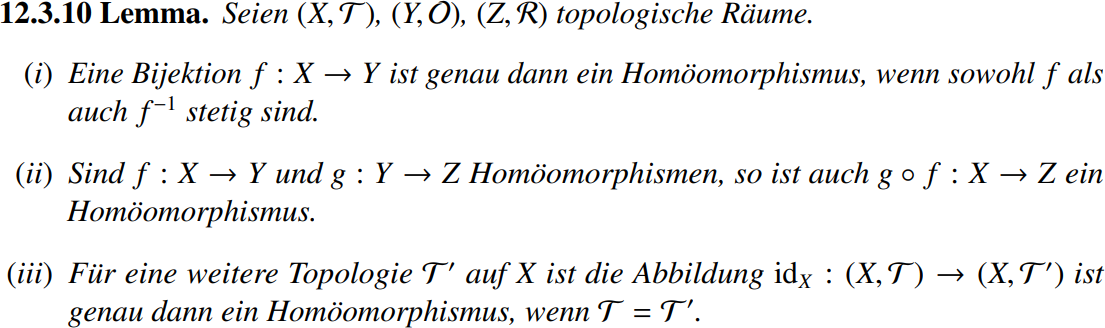 12.3.10 Lemma. Seien (X, 𝒯), (Y, 𝒪), (Z, ℛ) topologische Räume.
(i) Eine Bijektion f : X → Y ist genau dann ein Homöomorphismus, wenn sowohl f als
auch f⁻¹ stetig sind.
(ii) Sind f : X → Y und g : Y → Z Homöomorphismen, so ist auch g ∘ f : X → Z ein
Homöomorphismus.
(iii) Für eine weitere Topologie 𝒯′ auf X ist die Abbildung id_X : (X, 𝒯) → (X, 𝒯′) ist
genau dann ein Homöomorphismus, wenn 𝒯 = 𝒯′.